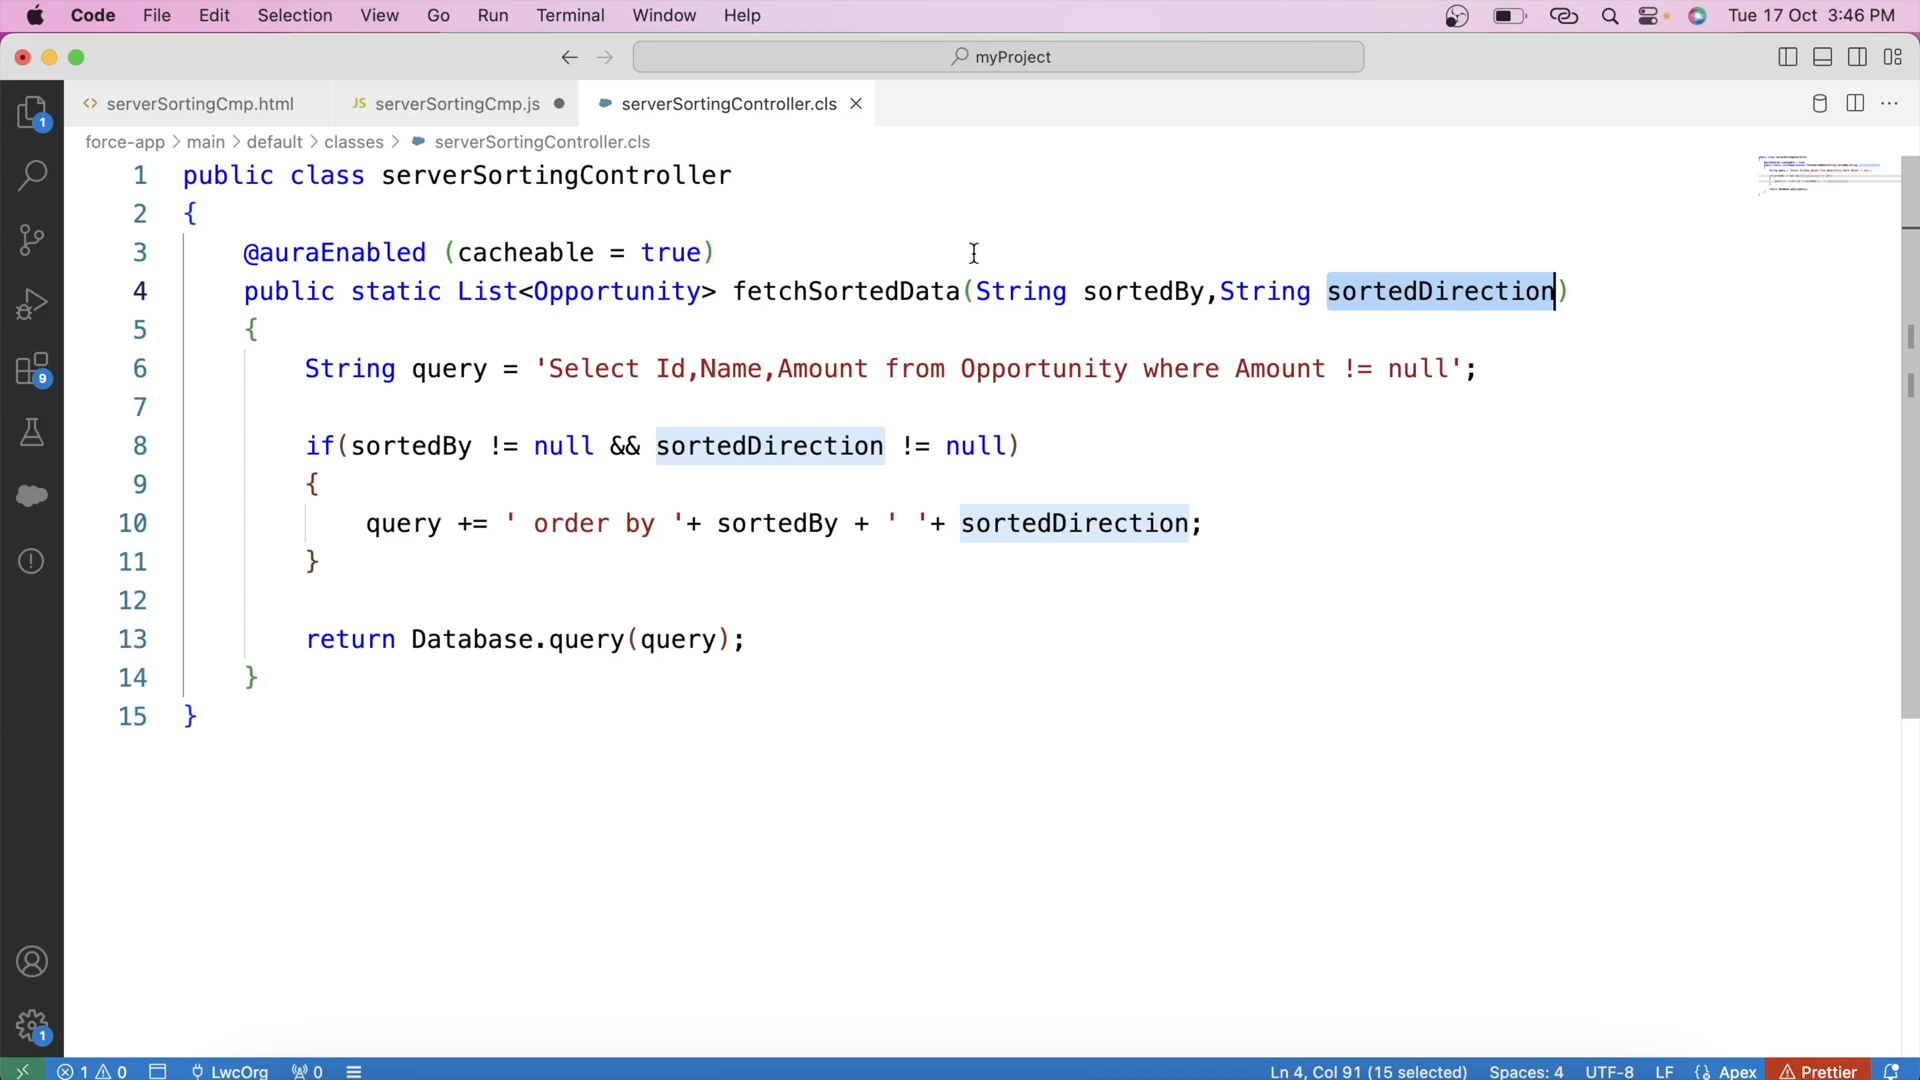 Code File Edit Selection View Go Run Terminal Window Help Tue 17 Oct 3:46 PM
myProject
serverSortingCmp.html JS serverSortingCmp.js serverSortingController.cls
force-app > main > default > classes > serverSortingController.cls
1 public class serverSortingController
2 {
3 @auraEnabled (cacheable = true)
4 public static List<Opportunity> fetchSortedData(String sortedBy,String sortedDirection)
5 {
6 String query = 'Select Id,Name,Amount from Opportunity where Amount != null';
7
8 if(sortedBy != null && sortedDirection != null)
9 {
10 query += ' order by '+ sortedBy + ' '+ sortedDirection;
11 }
12
13 return Database.query(query);
14 }
15 }
1
9
1
1 0 LwcOrg 0 Ln 4, Col 91 (15 selected) Spaces: 4 UTF-8 LF {} Apex Prettier